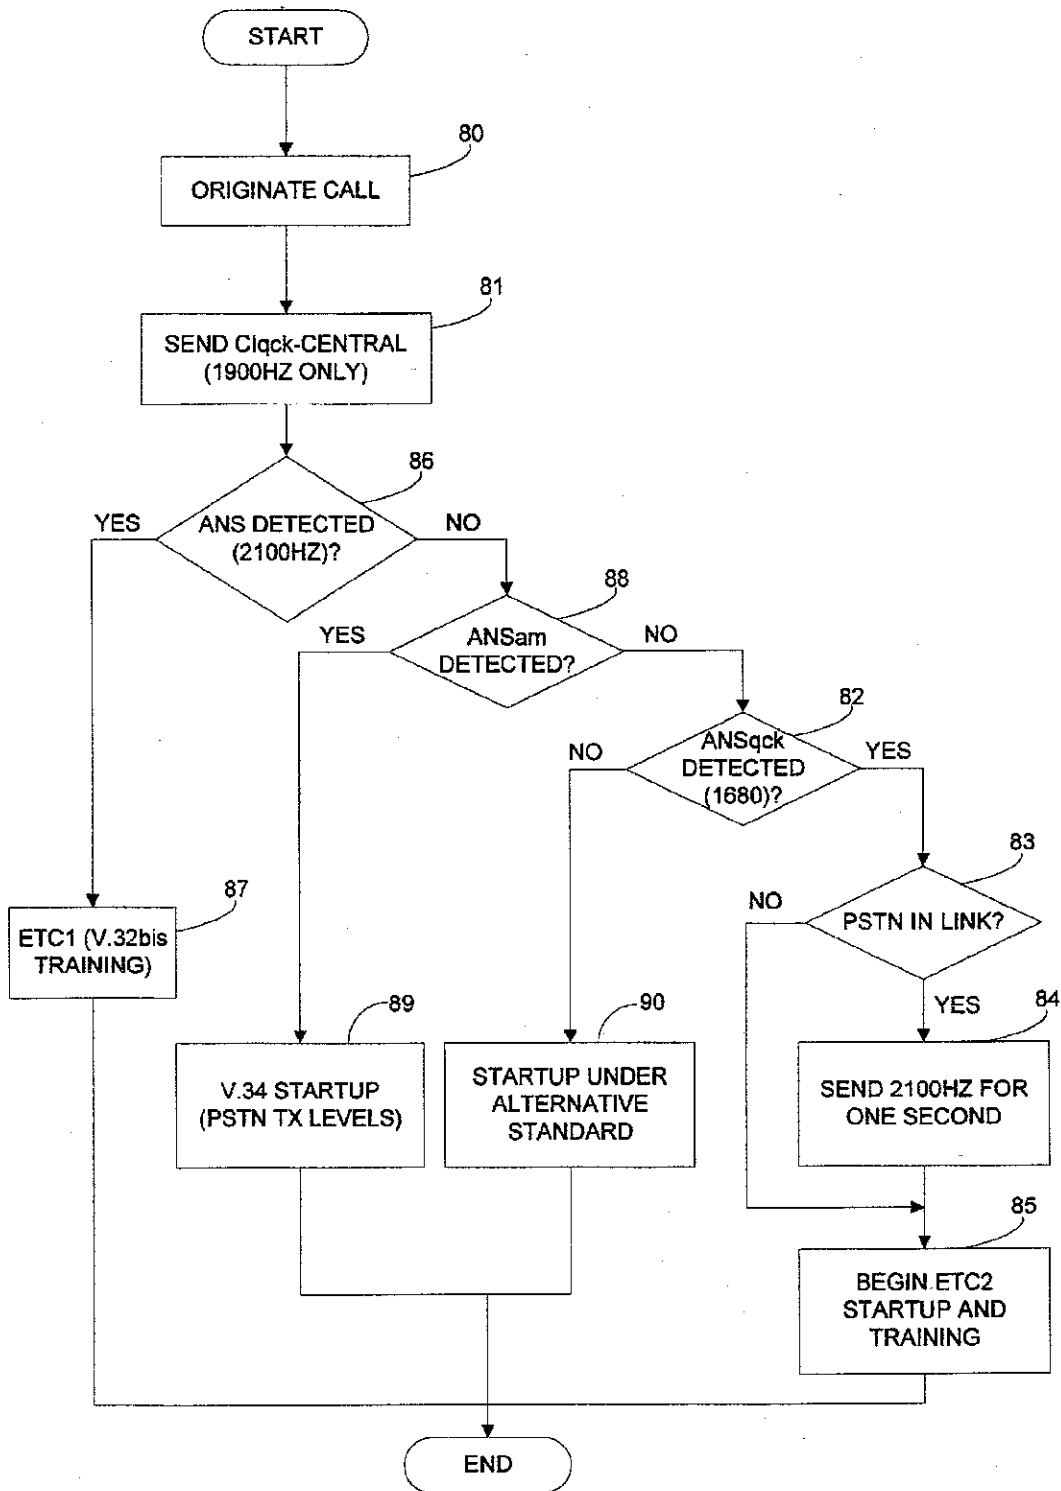 START
80
ORIGINATE CALL
81
SEND CIqck-CENTRAL
(1900HZ ONLY)
86
YES
ANS DETECTED
(2100HZ)?
NO
88
YES
ANSam
DETECTED?
NO
82
NO
ANSqck
DETECTED
(1680)?
YES
83
NO
PSTN IN LINK?
YES
87
ETC1 (V.32bis
TRAINING)
89
V.34 STARTUP
(PSTN TX LEVELS)
90
STARTUP UNDER
ALTERNATIVE
STANDARD
84
SEND 2100HZ FOR
ONE SECOND
85
BEGIN ETC2
STARTUP AND
TRAINING
END